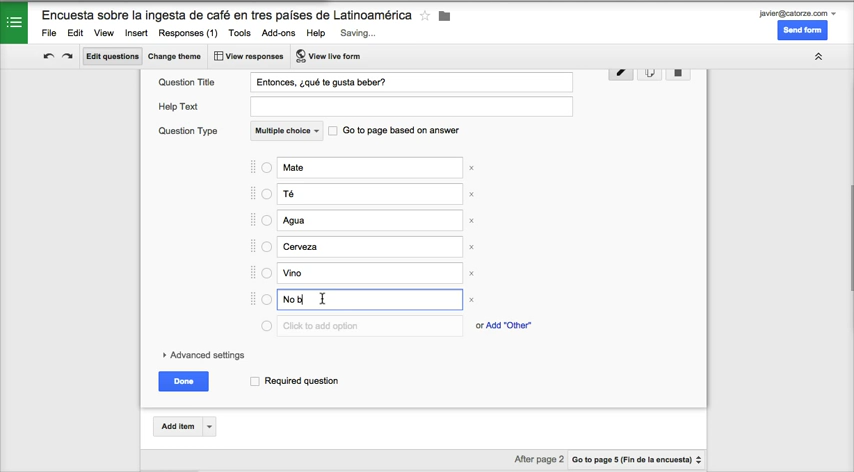 Encuesta sobre la ingesta de café en tres países de Latinoamérica
javier@catorze.com
File Edit View Insert Responses (1) Tools Add-ons Help Saving...
Send form
Edit questions Change theme View responses View live form
Question Title Entonces, ¿qué te gusta beber?
Help Text
Question Type Multiple choice Go to page based on answer
Mate ×
Té ×
Agua ×
Cerveza ×
Vino ×
No b ×
Click to add option or Add "Other"
Advanced settings
Done Required question
Add item
After page 2 Go to page 5 (Fin de la encuesta)